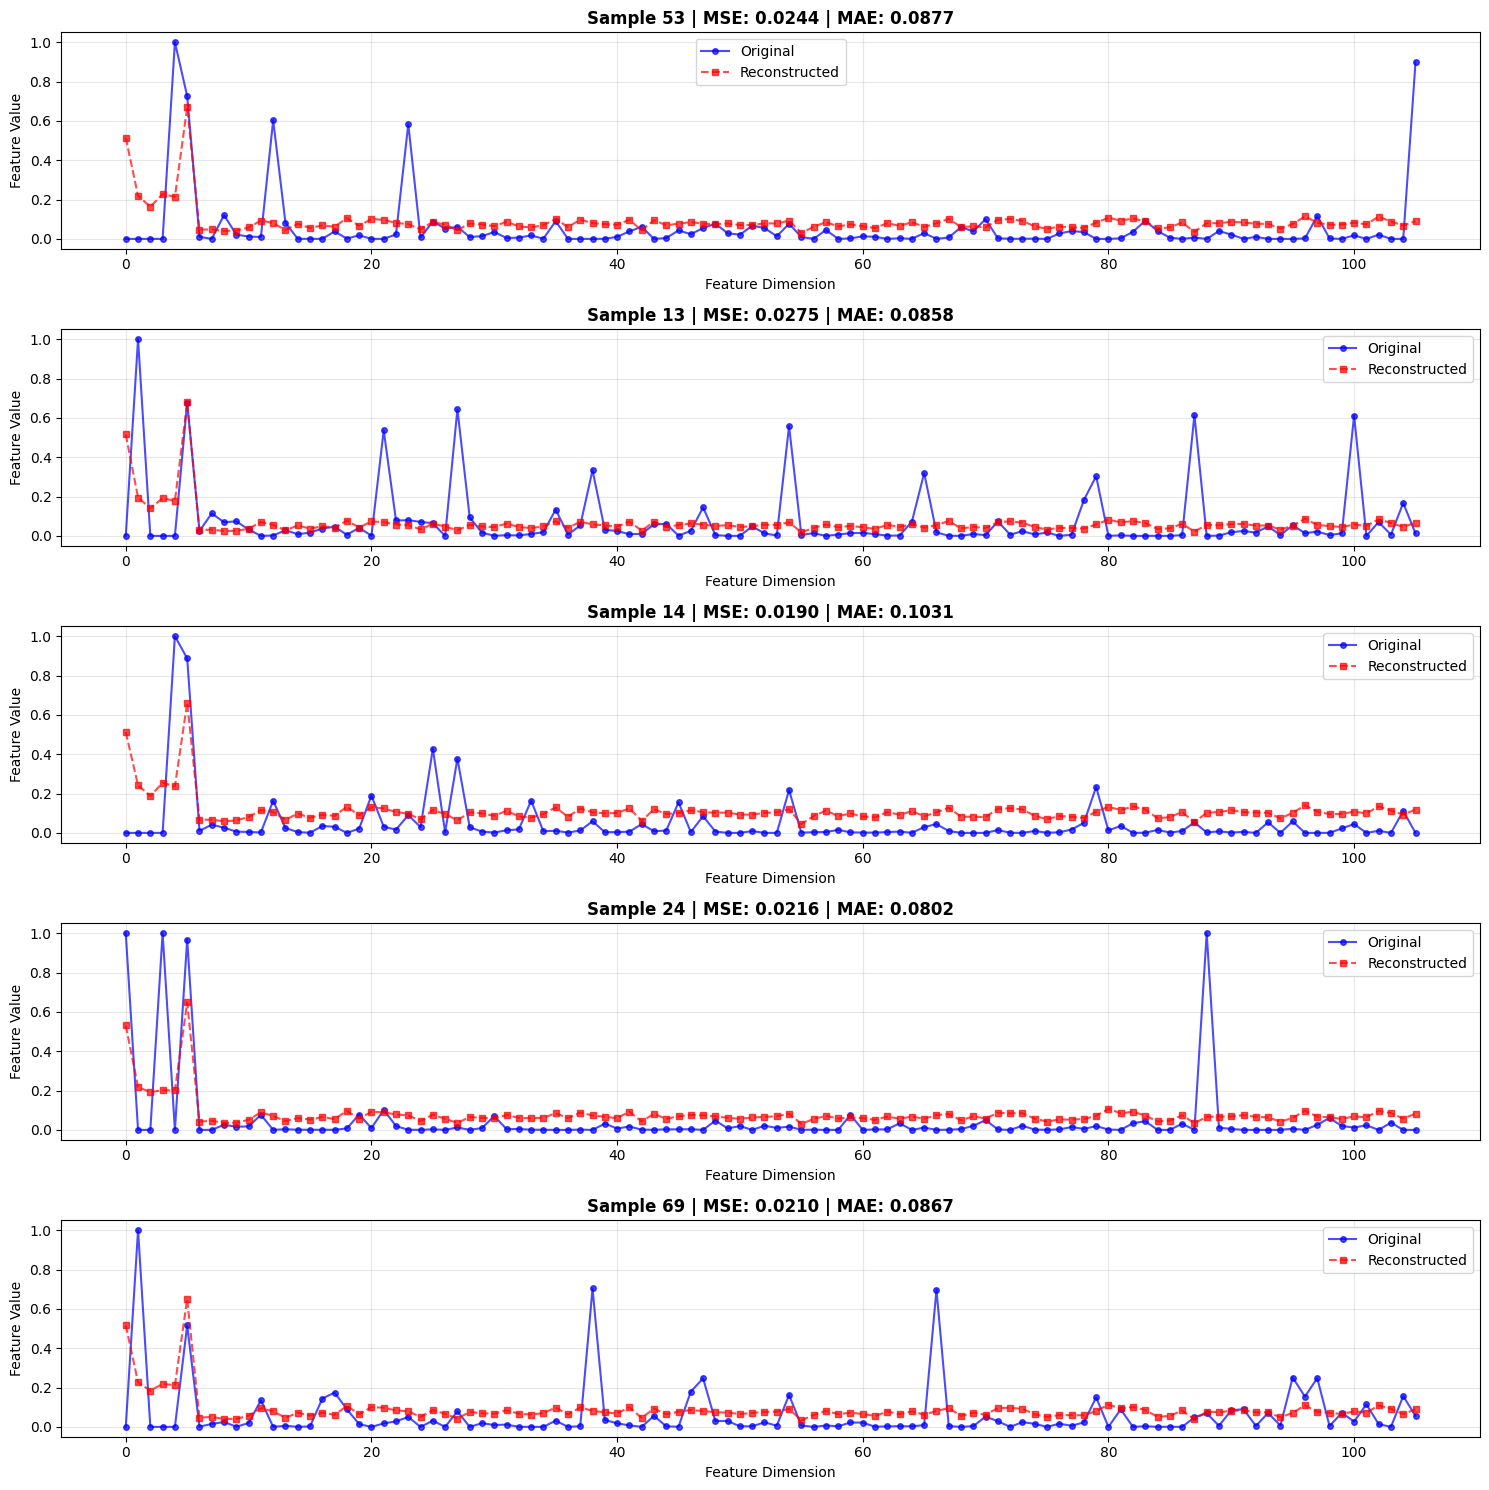 Sample 53 | MSE: 0.0244 | MAE: 0.0877
Original
Reconstructed
Feature Value
1.0
0.8
0.6
0.4
0.2
0.0
0 20 40 60 80 100
Feature Dimension
Sample 13 | MSE: 0.0275 | MAE: 0.0858
Original
Reconstructed
Feature Value
1.0
0.8
0.6
0.4
0.2
0.0
0 20 40 60 80 100
Feature Dimension
Sample 14 | MSE: 0.0190 | MAE: 0.1031
Original
Reconstructed
Feature Value
1.0
0.8
0.6
0.4
0.2
0.0
0 20 40 60 80 100
Feature Dimension
Sample 24 | MSE: 0.0216 | MAE: 0.0802
Original
Reconstructed
Feature Value
1.0
0.8
0.6
0.4
0.2
0.0
0 20 40 60 80 100
Feature Dimension
Sample 69 | MSE: 0.0210 | MAE: 0.0867
Original
Reconstructed
Feature Value
1.0
0.8
0.6
0.4
0.2
0.0
0 20 40 60 80 100
Feature Dimension